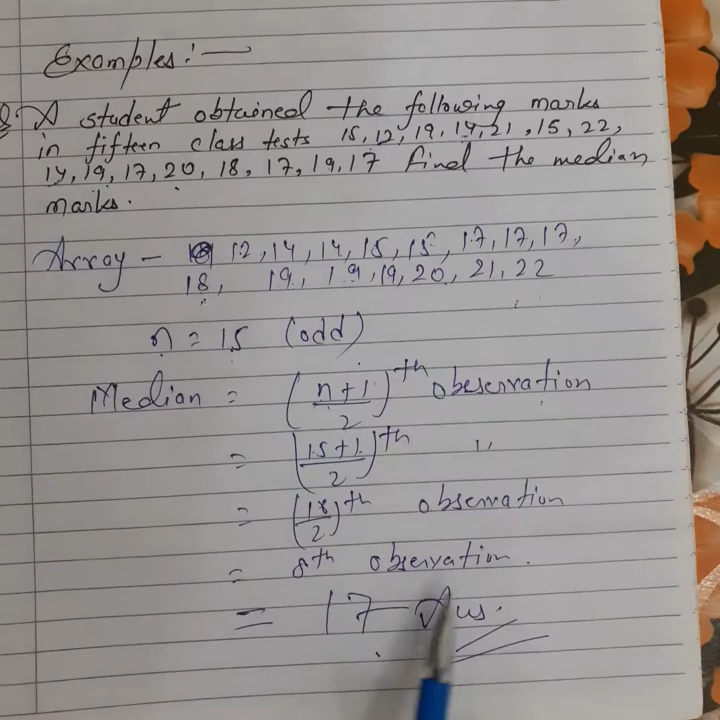 Examples:—
Q. A student obtained the following marks
in fifteen class tests 15, 12, 19, 14, 21, 15, 22,
14, 19, 17, 20, 18, 17, 19, 17 Find the median
marks.
Array – 12, 14, 14, 15, 15, 17, 17, 17,
18, 19, 19, 19, 20, 21, 22
n = 15 (odd)
Median = (n+1/2)th obesernation
= (15+1/2)th ,,
= (18/2)th obsernation
= 8th observation.
= 17 Ans.